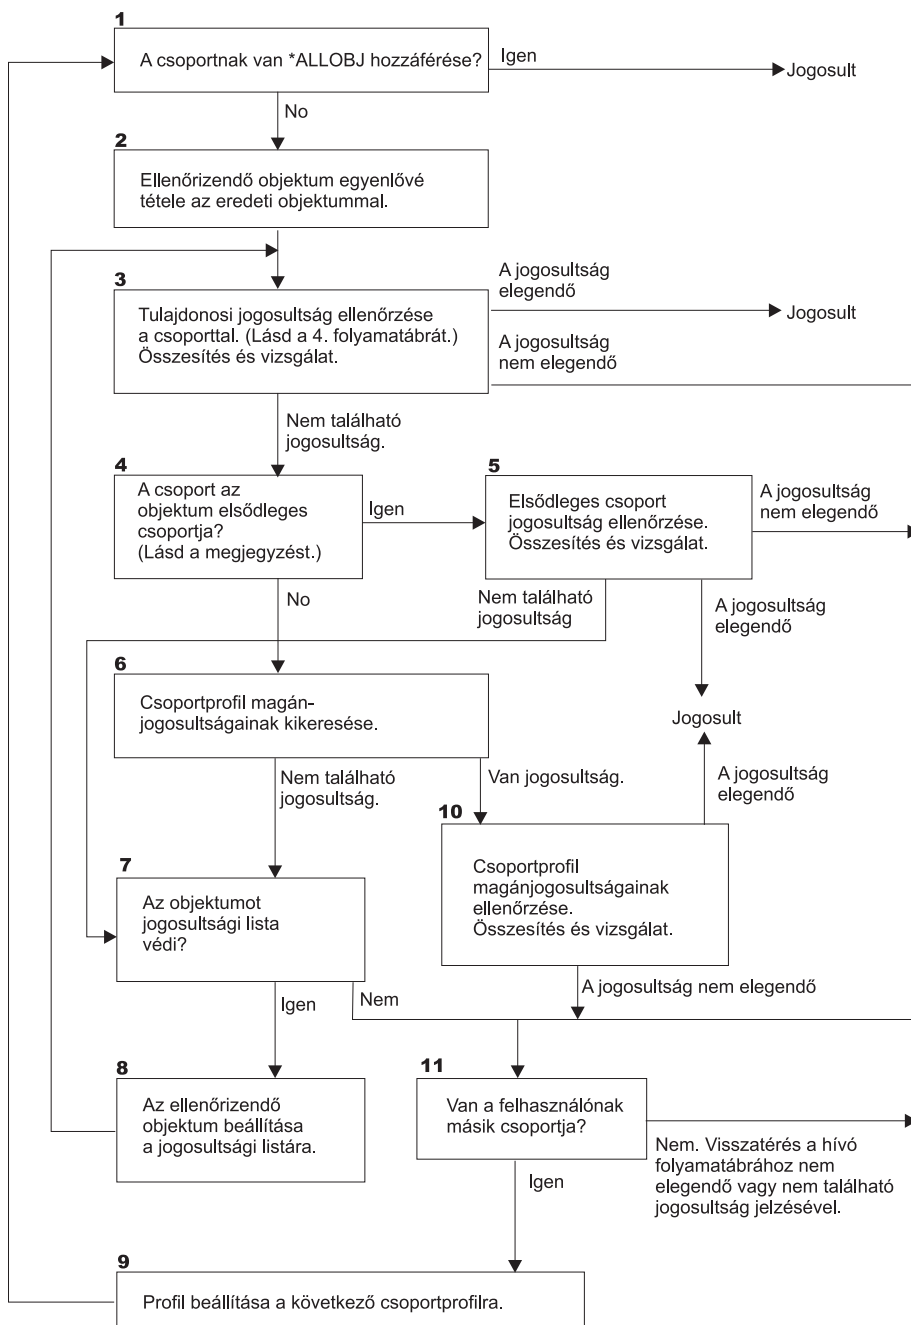 1
A csoportnak van *ALLOBJ hozzáférése?
Igen
Jogosult
No
2
Ellenőrizendő objektum egyenlővé
tétele az eredeti objektummal.
3
Tulajdonosi jogosultság ellenőrzése
a csoporttal. (Lásd a 4. folyamatábrát.)
Összesítés és vizsgálat.
A jogosultság
elegendő
Jogosult
A jogosultság
nem elegendő
Nem található
jogosultság.
4
A csoport az
objektum elsődleges
csoportja?
(Lásd a megjegyzést.)
Igen
5
Elsődleges csoport
jogosultság ellenőrzése.
Összesítés és vizsgálat.
A jogosultság
nem elegendő
No
Nem található
jogosultság
A jogosultság
elegendő
6
Csoportprofil magán-
jogosultságainak kikeresése.
Jogosult
Nem található
jogosultság.
Van jogosultság.
A jogosultság
elegendő
10
Csoportprofil
magánjogosultságainak
ellenőrzése.
Összesítés és vizsgálat.
7
Az objektumot
jogosultsági lista
védi?
A jogosultság nem elegendő
Igen
Nem
8
Az ellenőrizendő
objektum beállítása
a jogosultsági listára.
11
Van a felhasználónak
másik csoportja?
Nem. Visszatérés a hívó
folyamatábrához nem
elegendő vagy nem található
jogosultság jelzésével.
Igen
9
Profil beállítása a következő csoportprofilra.